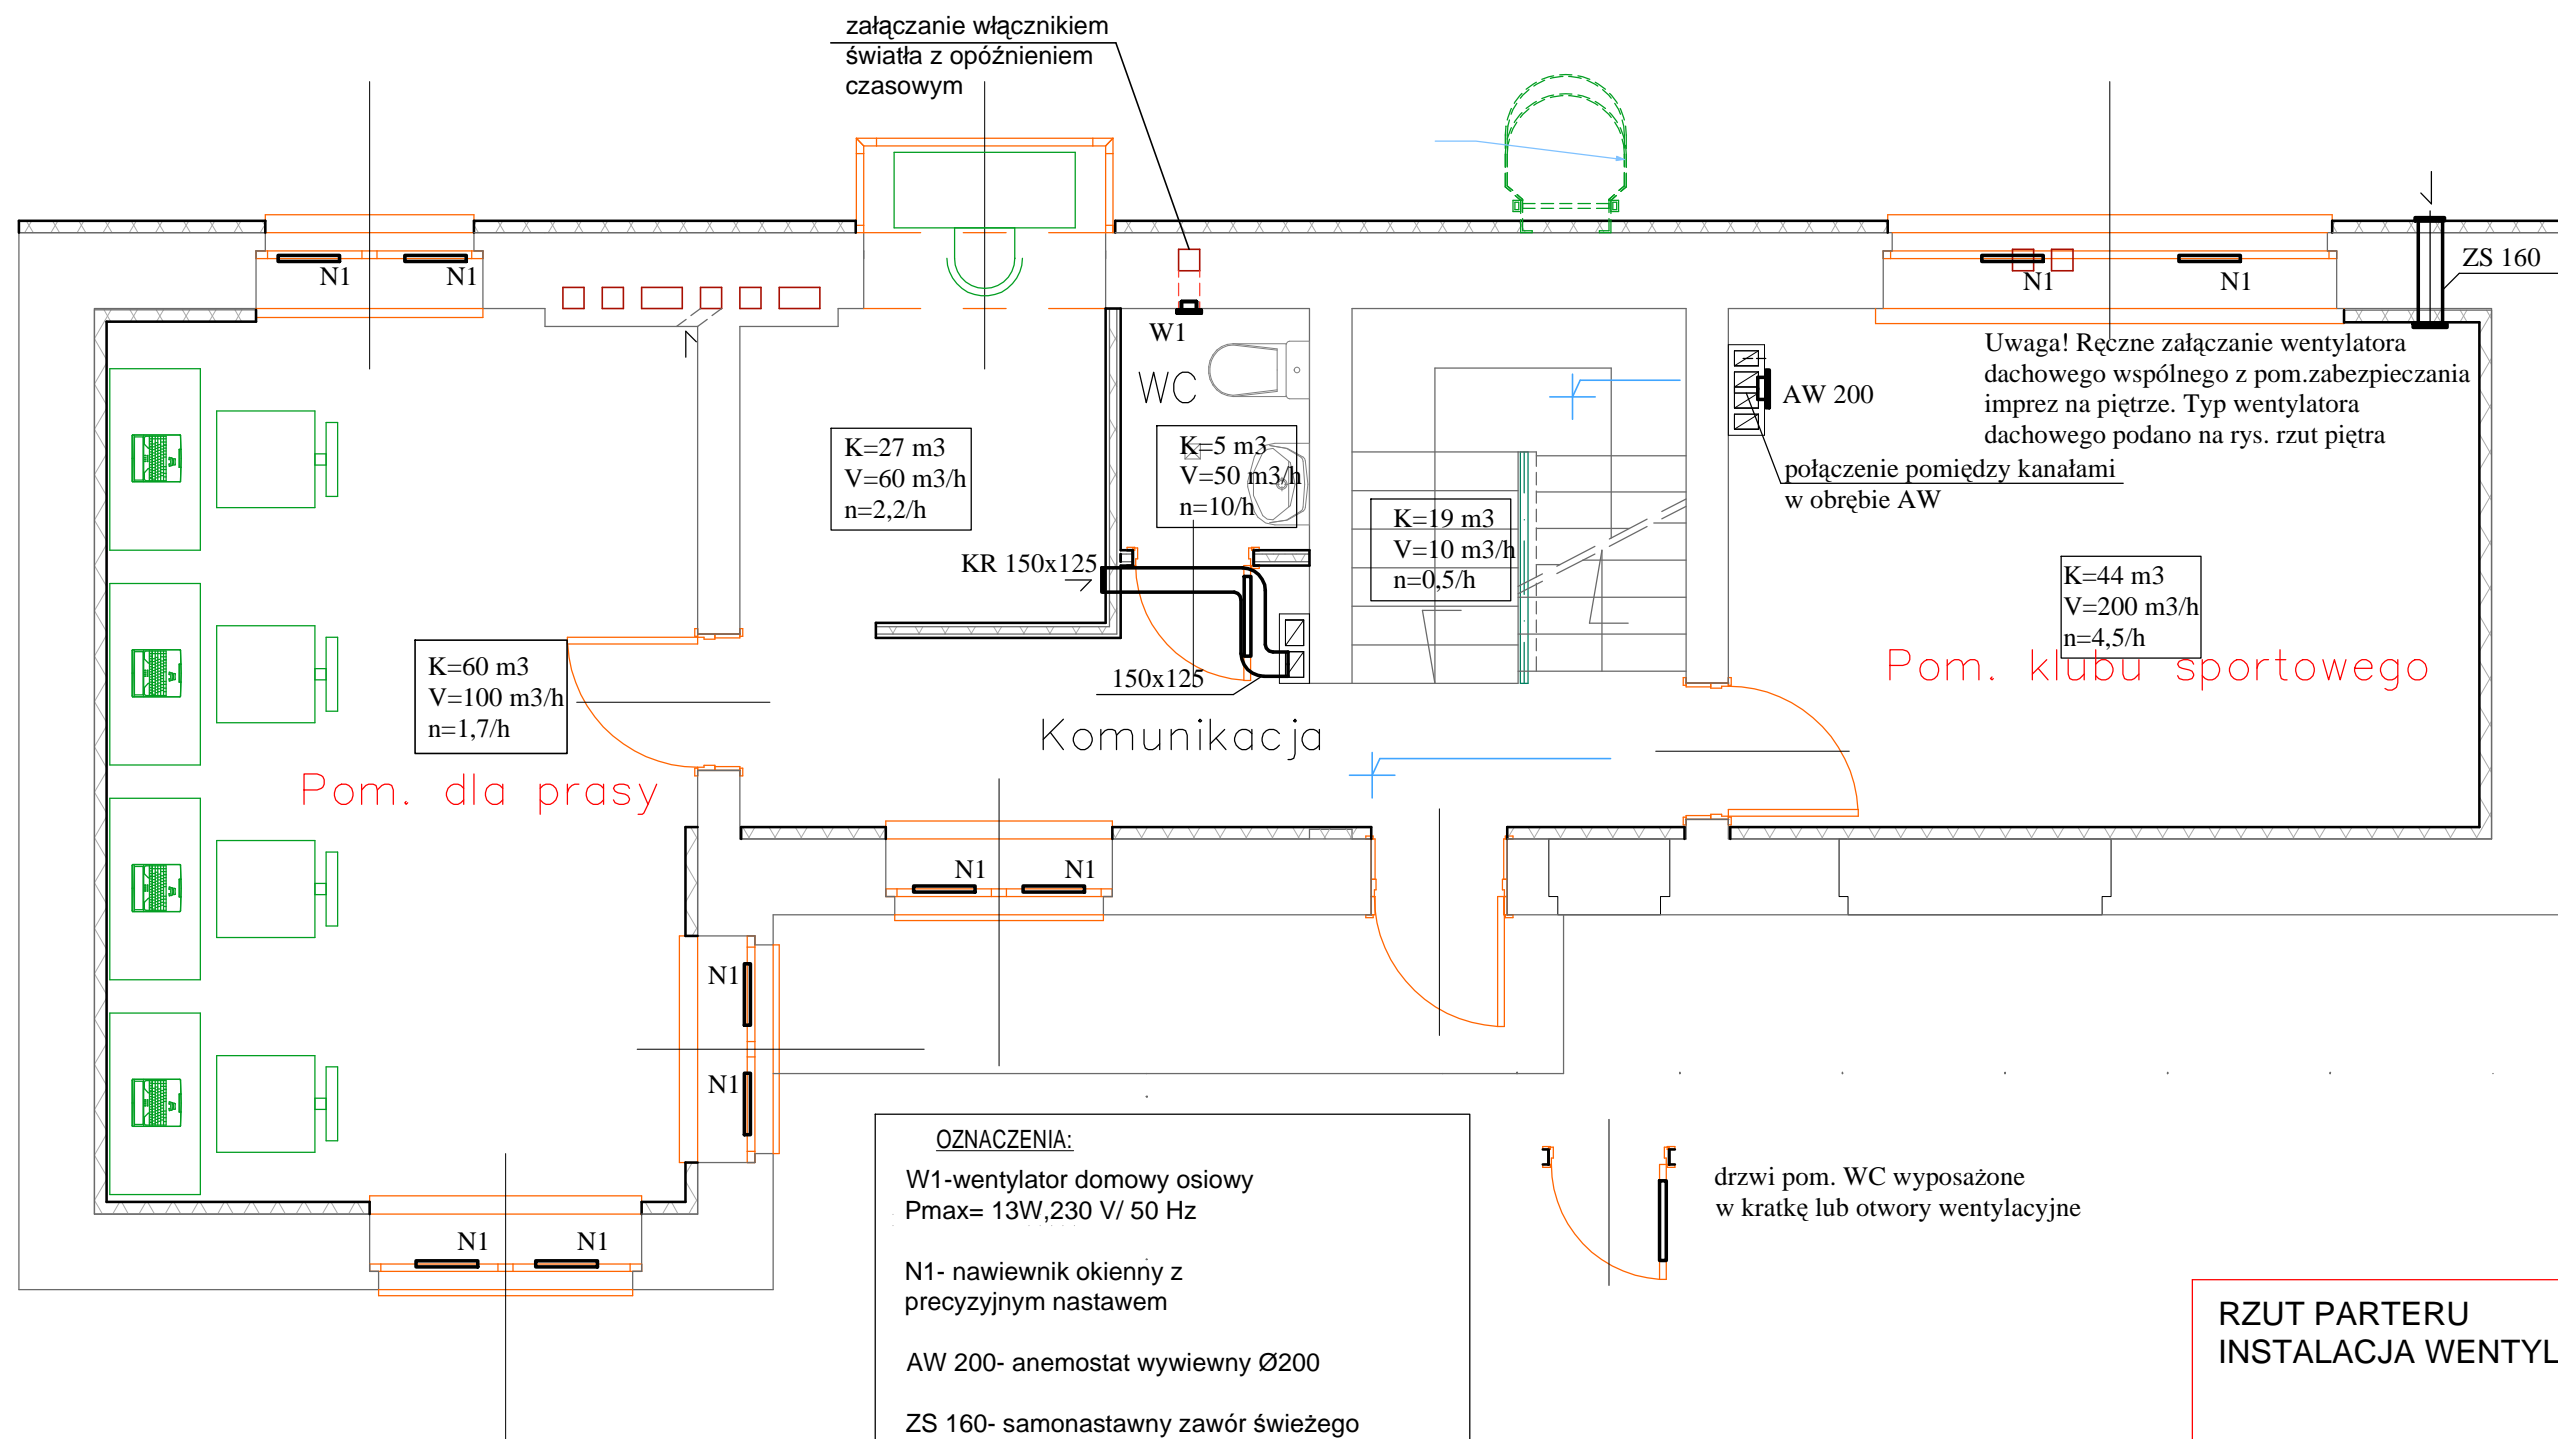 załączanie włącznikiem
światła z opóźnieniem
czasowym
N1
N1
N1
N1
ZS 160
W1
WC
Uwaga! Ręczne załączanie wentylatora
dachowego wspólnego z pom.zabezpieczania
imprez na piętrze. Typ wentylatora
dachowego podano na rys. rzut piętra
AW 200
połączenie pomiędzy kanałami
w obrębie AW
K=27 m3
V=60 m3/h
n=2,2/h
K=5 m3
V=50 m3/h
n=10/h
K=19 m3
V=10 m3/h
n=0,5/h
KR 150x125
150x125
K=44 m3
V=200 m3/h
n=4,5/h
Pom. klubu sportowego
K=60 m3
V=100 m3/h
n=1,7/h
Pom. dla prasy
Komunikacja
N1
N1
N1
N1
N1
N1
OZNACZENIA:
W1-wentylator domowy osiowy
Pmax= 13W,230 V/ 50 Hz
N1- nawiewnik okienny z
precyzyjnym nastawem
AW 200- anemostat wywiewny Ø200
ZS 160- samonastawny zawór świeżego
drzwi pom. WC wyposażone
w kratkę lub otwory wentylacyjne
RZUT PARTERU
INSTALACJA WENTYL